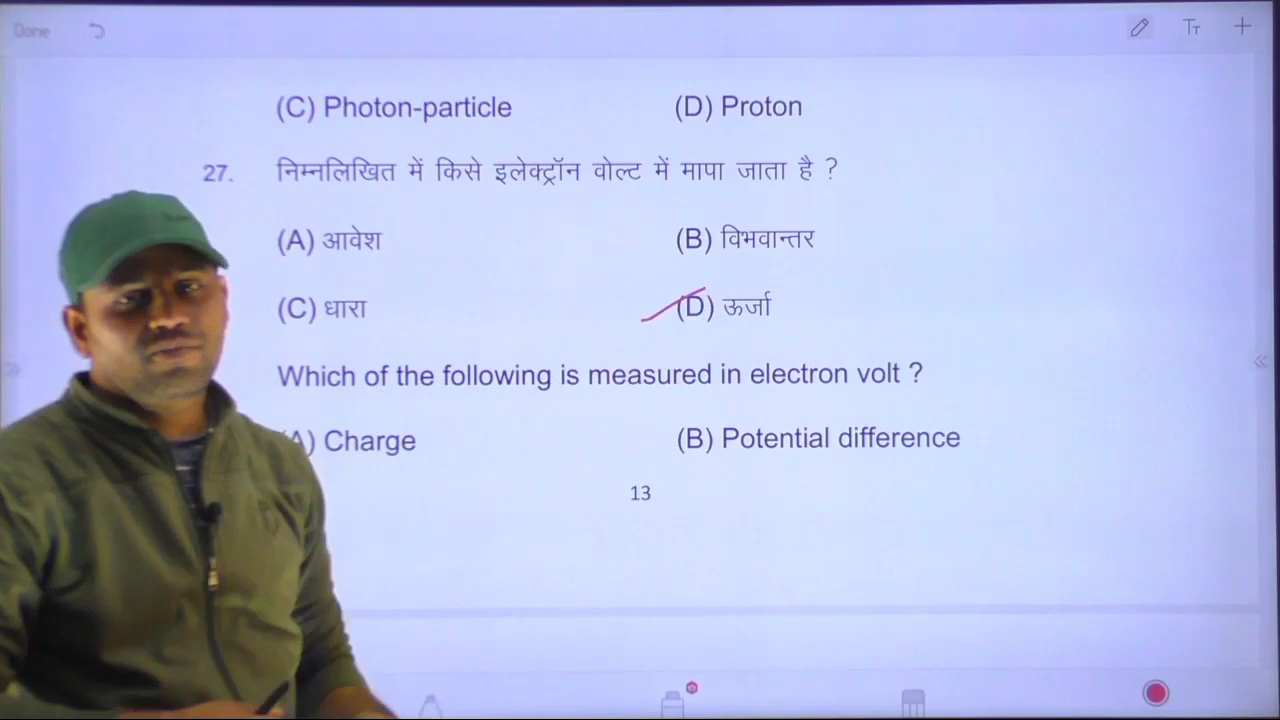 Done
TT
(C) Photon-particle (D) Proton
27. निम्नलिखित में किसे इलेक्ट्रॉन वोल्ट में मापा जाता है ?
(A) आवेश (B) विभवान्तर
(C) धारा (D) ऊर्जा
Which of the following is measured in electron volt ?
A) Charge (B) Potential difference
13